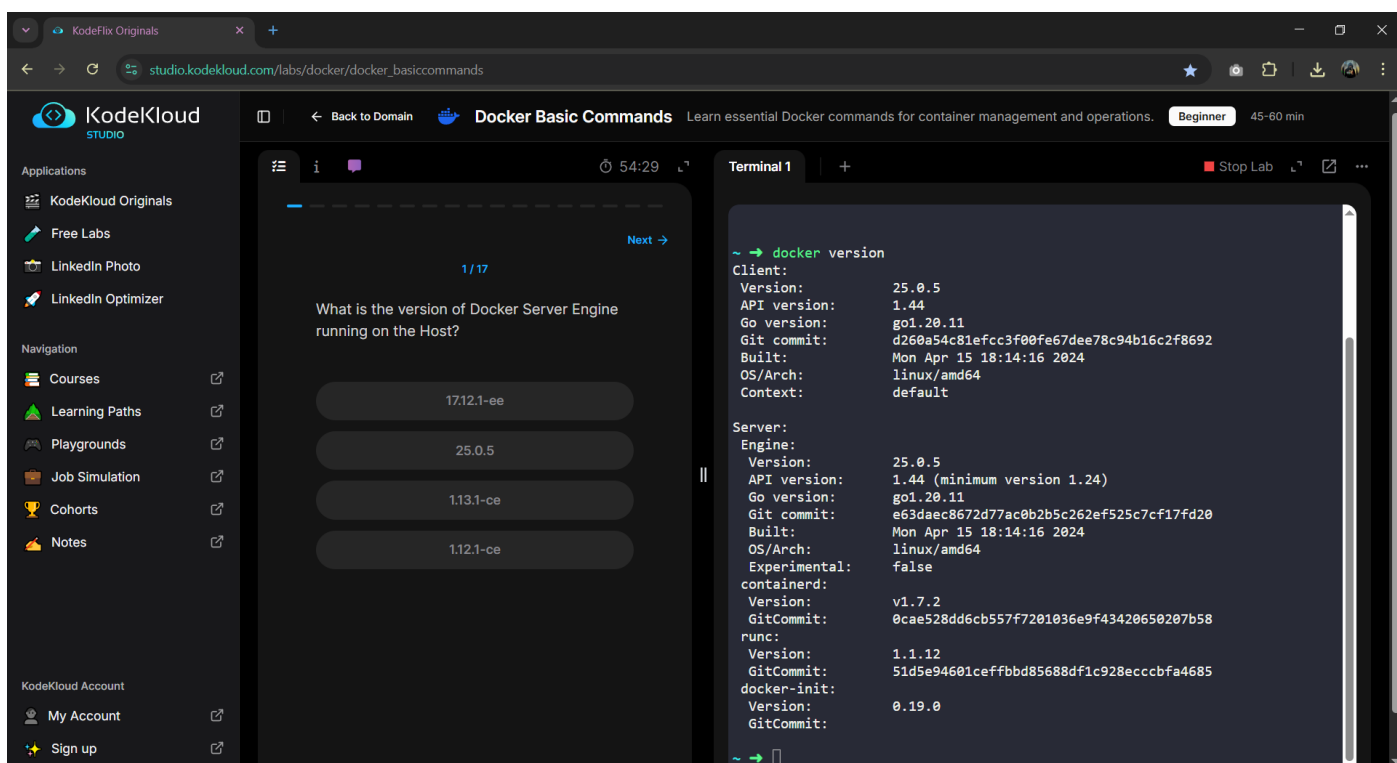 KodeFlix Originals
studio.kodekloud.com/labs/docker/docker_basiccommands
KodeKloud
STUDIO
Applications
KodeKloud Originals
Free Labs
LinkedIn Photo
LinkedIn Optimizer
Navigation
Courses
Learning Paths
Playgrounds
Job Simulation
Cohorts
Notes
KodeKloud Account
My Account
Sign up
Back to Domain
Docker Basic Commands
Learn essential Docker commands for container management and operations.
Beginner
45-60 min
54:29
Next →
1 / 17
What is the version of Docker Server Engine
running on the Host?
17.12.1-ee
25.0.5
1.13.1-ce
1.12.1-ce
Terminal 1
Stop Lab
~ ➜ docker version
Client:
Version: 25.0.5
API version: 1.44
Go version: go1.20.11
Git commit: d260a54c81efcc3f00fe67dee78c94b16c2f8692
Built: Mon Apr 15 18:14:16 2024
OS/Arch: linux/amd64
Context: default
Server:
Engine:
Version: 25.0.5
API version: 1.44 (minimum version 1.24)
Go version: go1.20.11
Git commit: e63daec8672d77ac0b2b5c262ef525c7cf17fd20
Built: Mon Apr 15 18:14:16 2024
OS/Arch: linux/amd64
Experimental: false
containerd:
Version: v1.7.2
GitCommit: 0cae528dd6cb557f7201036e9f43420650207b58
runc:
Version: 1.1.12
GitCommit: 51d5e94601ceffbbd85688df1c928ecccbfa4685
docker-init:
Version: 0.19.0
GitCommit:
~ ➜